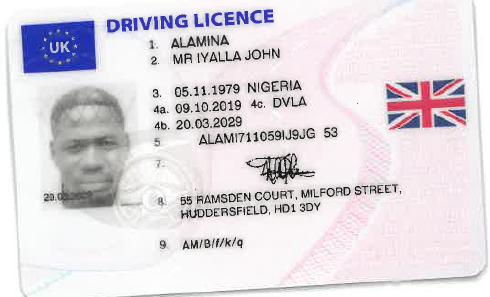 UK
DRIVING LICENCE
1. ALAMINA
2. MR IYALLA JOHN
3. 05.11.1979 NIGERIA
4a. 09.10.2019 4c. DVLA
4b. 20.03.2029
5 ALAMI711059IJ9JG 53
7.
20.03.2029
8 55 RAMSDEN COURT, MILFORD STREET,
HUDDERSFIELD, HD1 3DY
9 AM/B/f/k/q